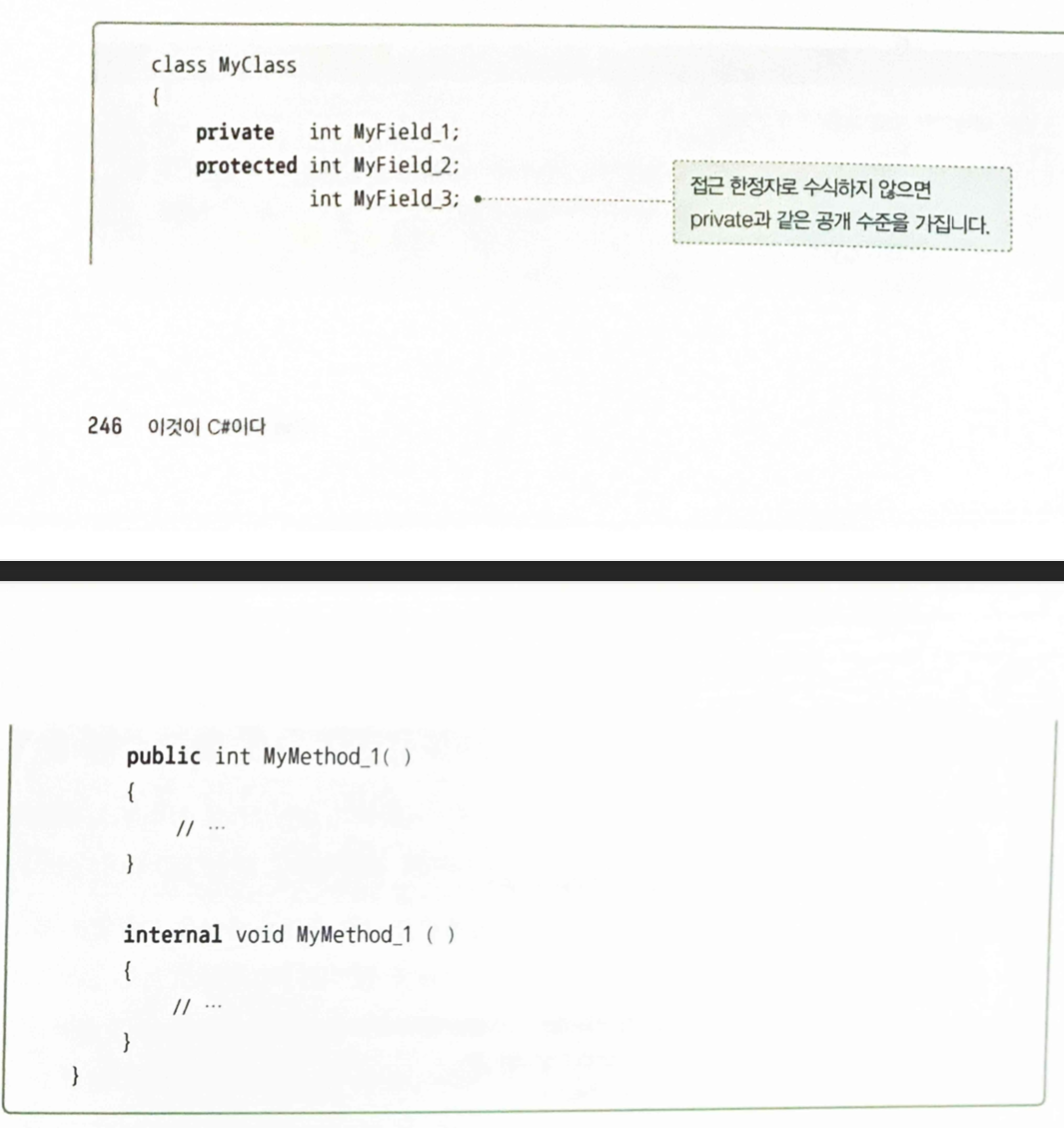 class MyClass
{
private int MyField_1;
protected int MyField_2;
int MyField_3;
접근 한정자로 수식하지 않으면
private과 같은 공개 수준을 가집니다.
246 이것이 C#이다
public int MyMethod_1( )
{
// …
}
internal void MyMethod_1 ( )
{
// …
}
}